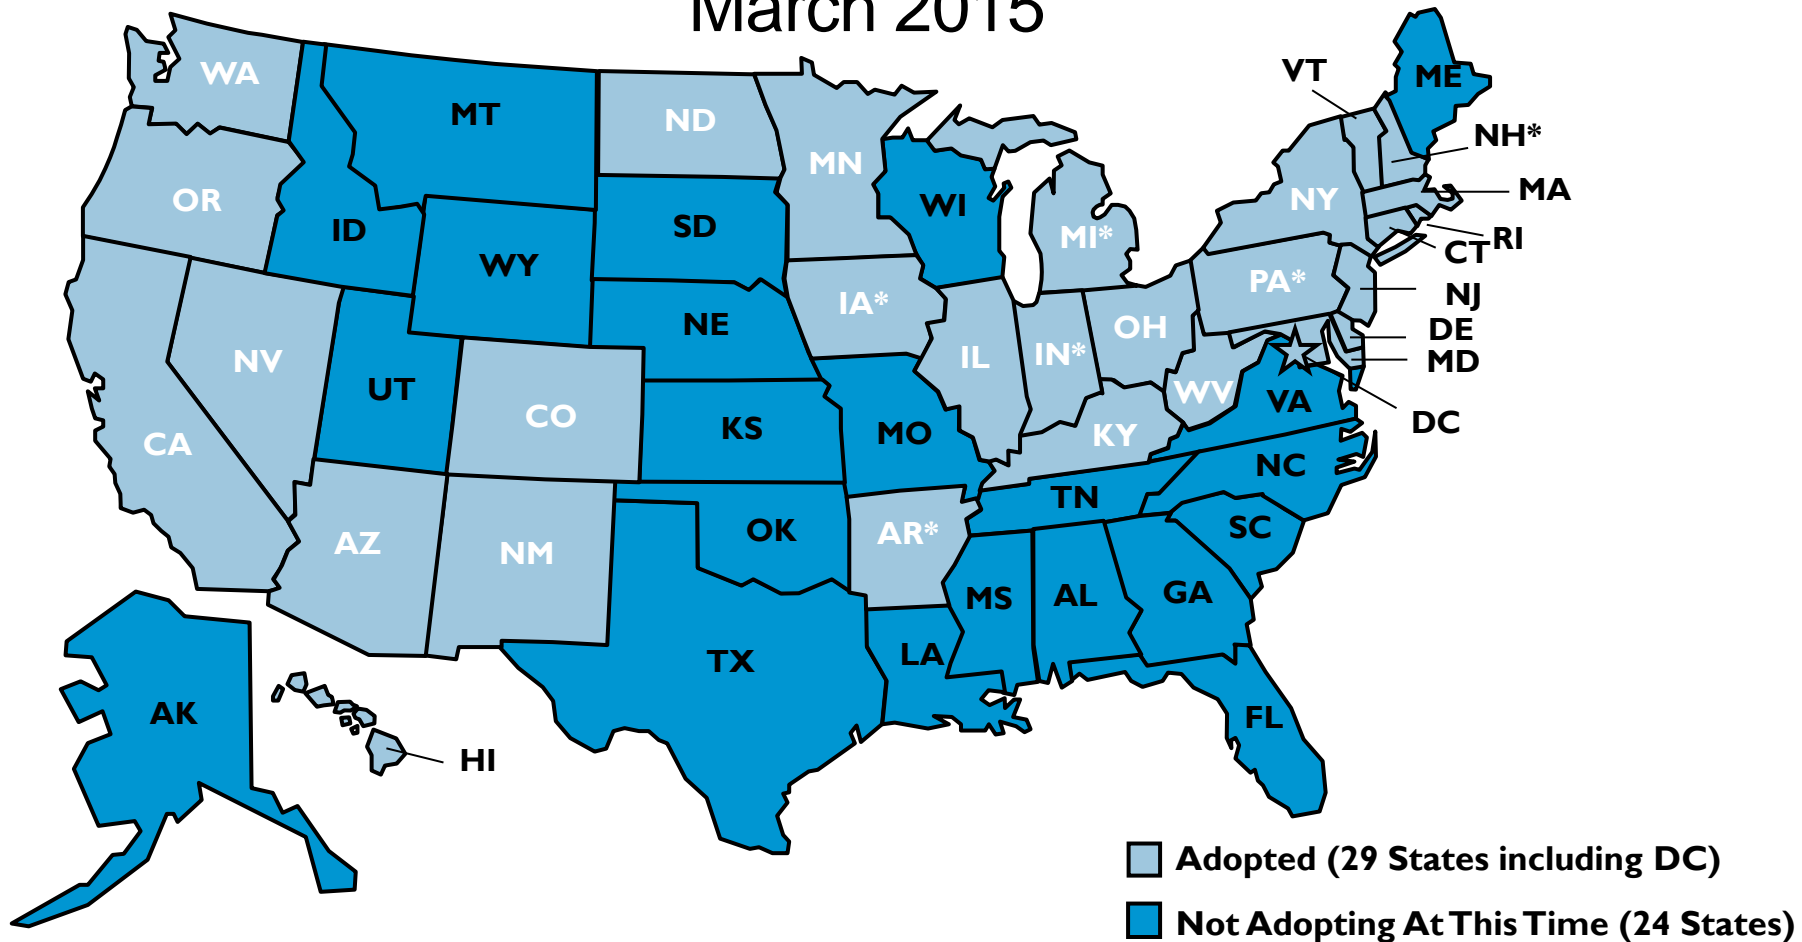 March 2015
VT
ME
WA
MT
ND
NH*
MN
MA
OR
WI
NY
ID
SD
MI*
RI
CT
WY
PA*
NJ
IA*
NE
OH
DE
NV
IL
IN*
MD
UT
WV
VA
CO
DC
KS
MO
KY
CA
NC
TN
SC
OK
AR*
AZ
NM
MS
AL
GA
LA
TX
AK
FL
HI
Adopted (29 States including DC)
Not Adopting At This Time (24 States)